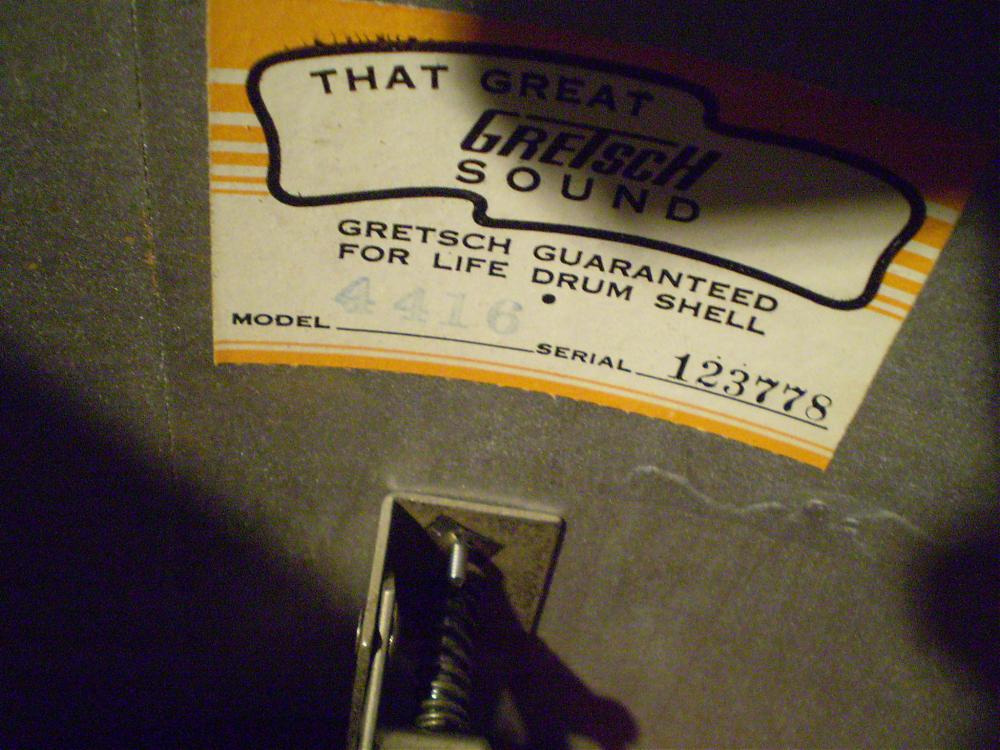 THAT GREAT
GRETSCH
SOUND
GRETSCH GUARANTEED
FOR LIFE DRUM SHELL
MODEL 4416 • SERIAL 123778